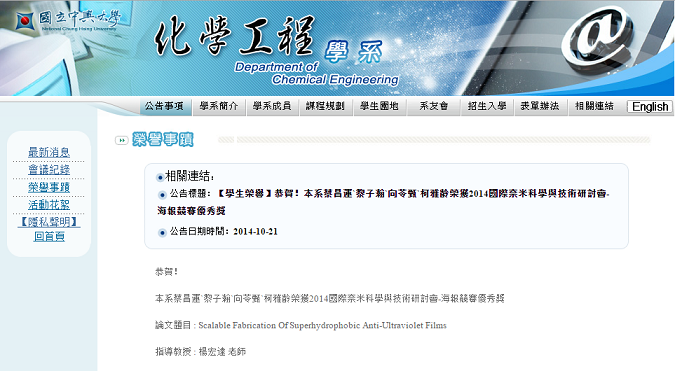 國立中興大學
National Chung Hsing University
化學工程學系
Department of
Chemical Engineering
公告事項 學系簡介 學系成員 課程規劃 學生園地 系友會 招生入學 表單辦法 相關連結 English
最新消息
會議紀錄
榮譽事蹟
活動花絮
【隱私聲明】
回首頁
榮譽事蹟
相關連結：
公告標題：【學生榮譽】恭賀！本系蔡昌運˙黎子瀚˙向苓甄˙柯雅齡榮獲2014國際奈米科學與技術研討會-
海報競賽優秀獎
公告日期時間：2014-10-21
恭賀！
本系蔡昌運˙黎子瀚˙向苓甄˙柯雅齡榮獲2014國際奈米科學與技術研討會-海報競賽優秀獎
論文題目 : Scalable Fabrication Of Superhydrophobic Anti-Ultraviolet Films
指導教授 : 楊宏達 老師